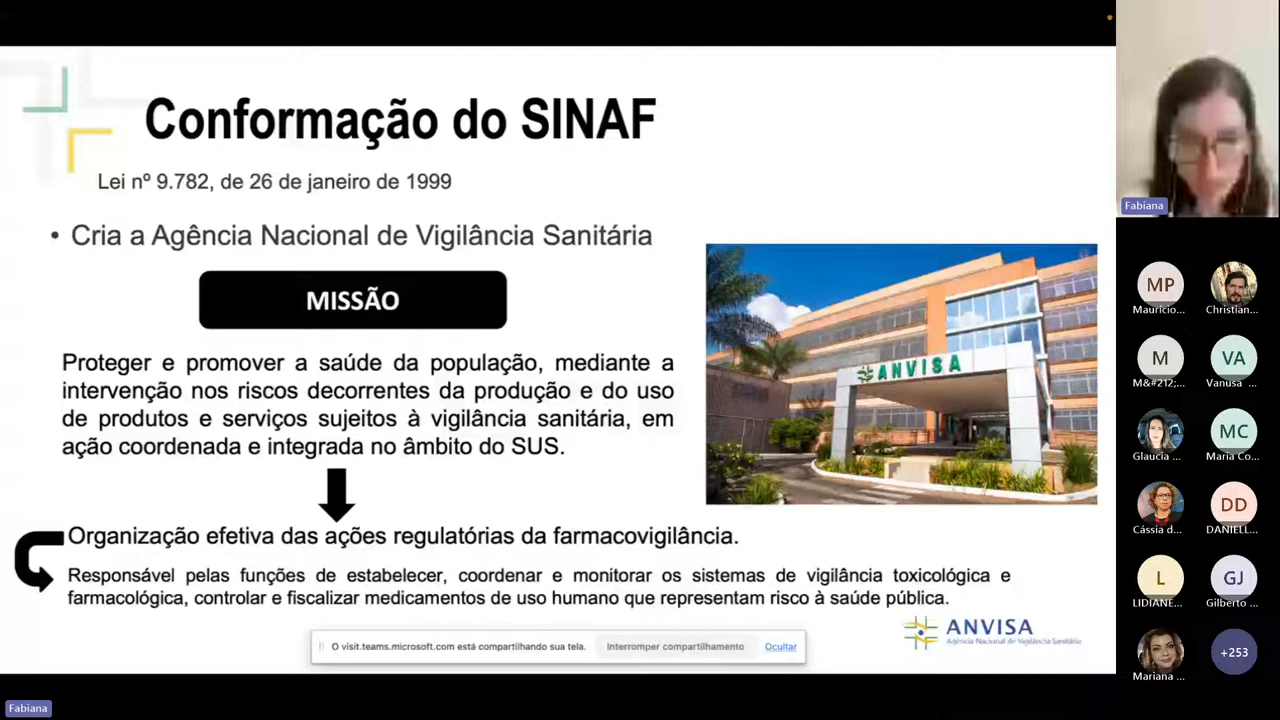 Conformação do SINAF
Lei nº 9.782, de 26 de janeiro de 1999
• Cria a Agência Nacional de Vigilância Sanitária
MISSÃO
Proteger e promover a saúde da população, mediante a
intervenção nos riscos decorrentes da produção e do uso
de produtos e serviços sujeitos à vigilância sanitária, em
ação coordenada e integrada no âmbito do SUS.
ANVISA
Organização efetiva das ações regulatórias da farmacovigilância.
Responsável pelas funções de estabelecer, coordenar e monitorar os sistemas de vigilância toxicológica e
farmacológica, controlar e fiscalizar medicamentos de uso humano que representam risco à saúde pública.
ANVISA
Agência Nacional de Vigilância Sanitária
O visit.teams.microsoft.com está compartilhando sua tela. Interromper compartilhamento Ocultar
Fabiana
Fabiana
MP
Maurício...
Christian...
M
M&#212;...
VA
Vanusa ...
Glaucia ...
MC
Maria Co...
Cássia d...
DD
DANIELL...
L
LIDIANE...
GJ
Gilberto ...
Mariana ...
+253